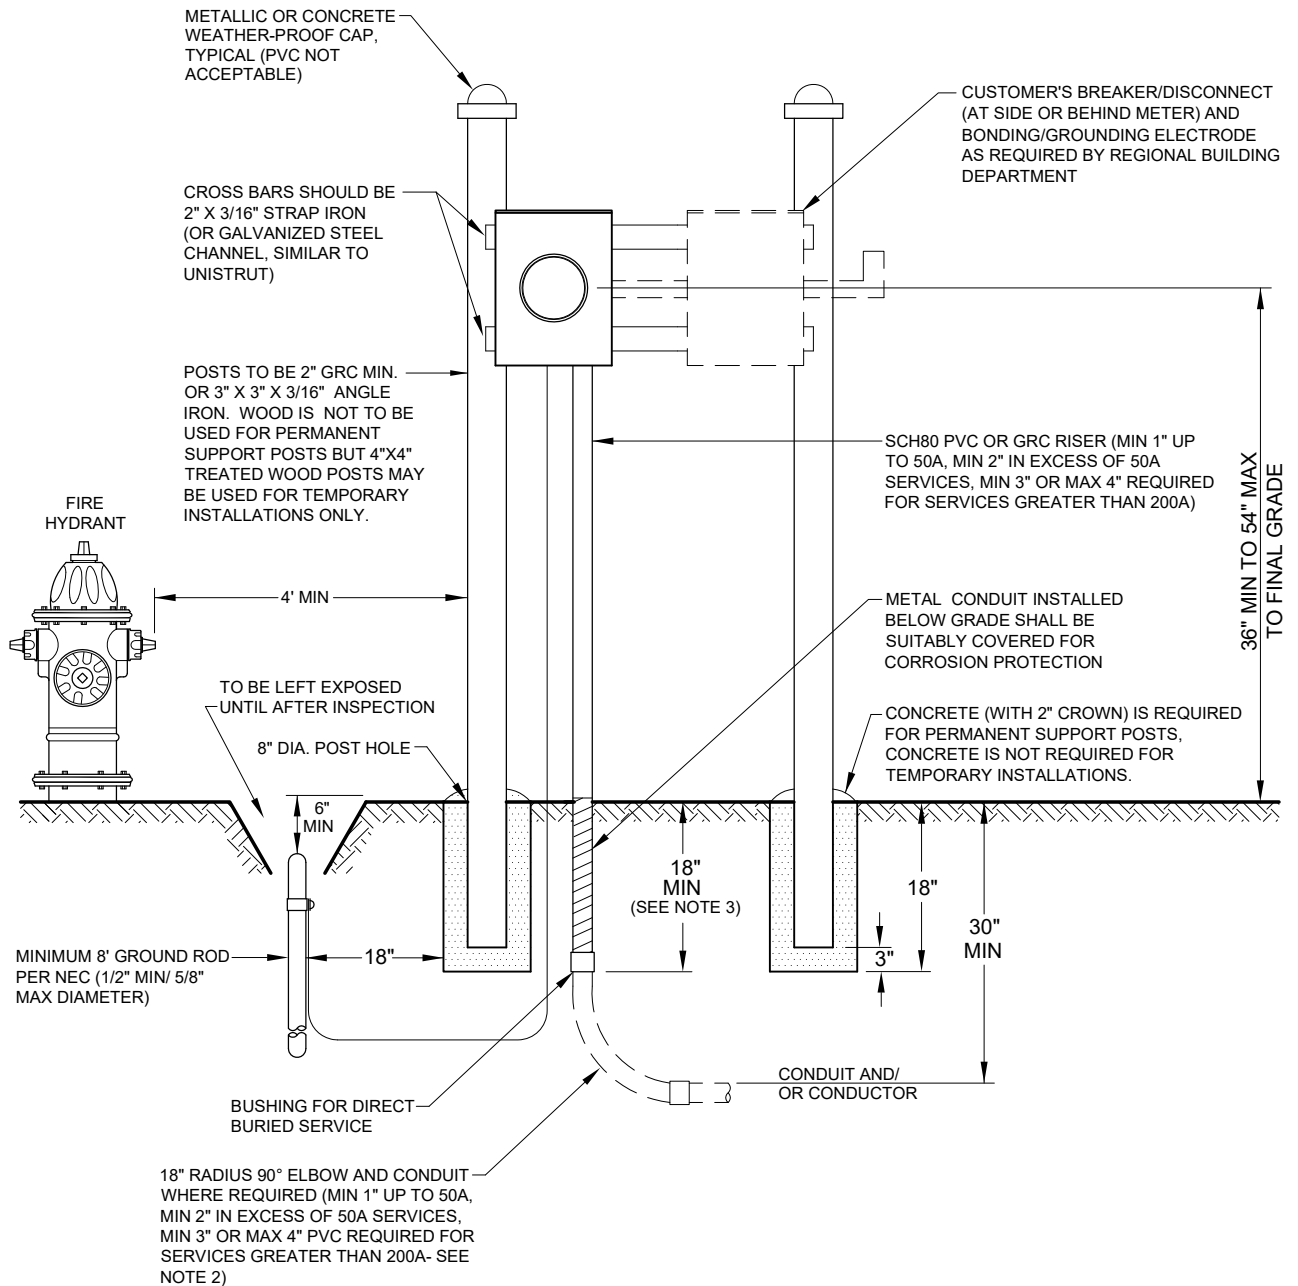 METALLIC OR CONCRETE
WEATHER-PROOF CAP,
TYPICAL (PVC NOT
ACCEPTABLE)
CUSTOMER'S BREAKER/DISCONNECT
(AT SIDE OR BEHIND METER) AND
BONDING/GROUNDING ELECTRODE
AS REQUIRED BY REGIONAL BUILDING
DEPARTMENT
CROSS BARS SHOULD BE
2" X 3/16" STRAP IRON
(OR GALVANIZED STEEL
CHANNEL, SIMILAR TO
UNISTRUT)
POSTS TO BE 2" GRC MIN.
OR 3" X 3" X 3/16" ANGLE
IRON. WOOD IS NOT TO BE
USED FOR PERMANENT
SUPPORT POSTS BUT 4"X4"
TREATED WOOD POSTS MAY
BE USED FOR TEMPORARY
INSTALLATIONS ONLY.
SCH80 PVC OR GRC RISER (MIN 1" UP
TO 50A, MIN 2" IN EXCESS OF 50A
SERVICES, MIN 3" OR MAX 4" REQUIRED
FOR SERVICES GREATER THAN 200A)
36" MIN TO 54" MAX
TO FINAL GRADE
FIRE
HYDRANT
4' MIN
METAL CONDUIT INSTALLED
BELOW GRADE SHALL BE
SUITABLY COVERED FOR
CORROSION PROTECTION
TO BE LEFT EXPOSED
UNTIL AFTER INSPECTION
8" DIA. POST HOLE
CONCRETE (WITH 2" CROWN) IS REQUIRED
FOR PERMANENT SUPPORT POSTS,
CONCRETE IS NOT REQUIRED FOR
TEMPORARY INSTALLATIONS.
6"
MIN
18"
MIN
(SEE NOTE 3)
18"
30"
MIN
3"
MINIMUM 8' GROUND ROD
PER NEC (1/2" MIN/ 5/8"
MAX DIAMETER)
18"
CONDUIT AND/
OR CONDUCTOR
BUSHING FOR DIRECT
BURIED SERVICE
18" RADIUS 90° ELBOW AND CONDUIT
WHERE REQUIRED (MIN 1" UP TO 50A,
MIN 2" IN EXCESS OF 50A SERVICES,
MIN 3" OR MAX 4" PVC REQUIRED FOR
SERVICES GREATER THAN 200A- SEE
NOTE 2)